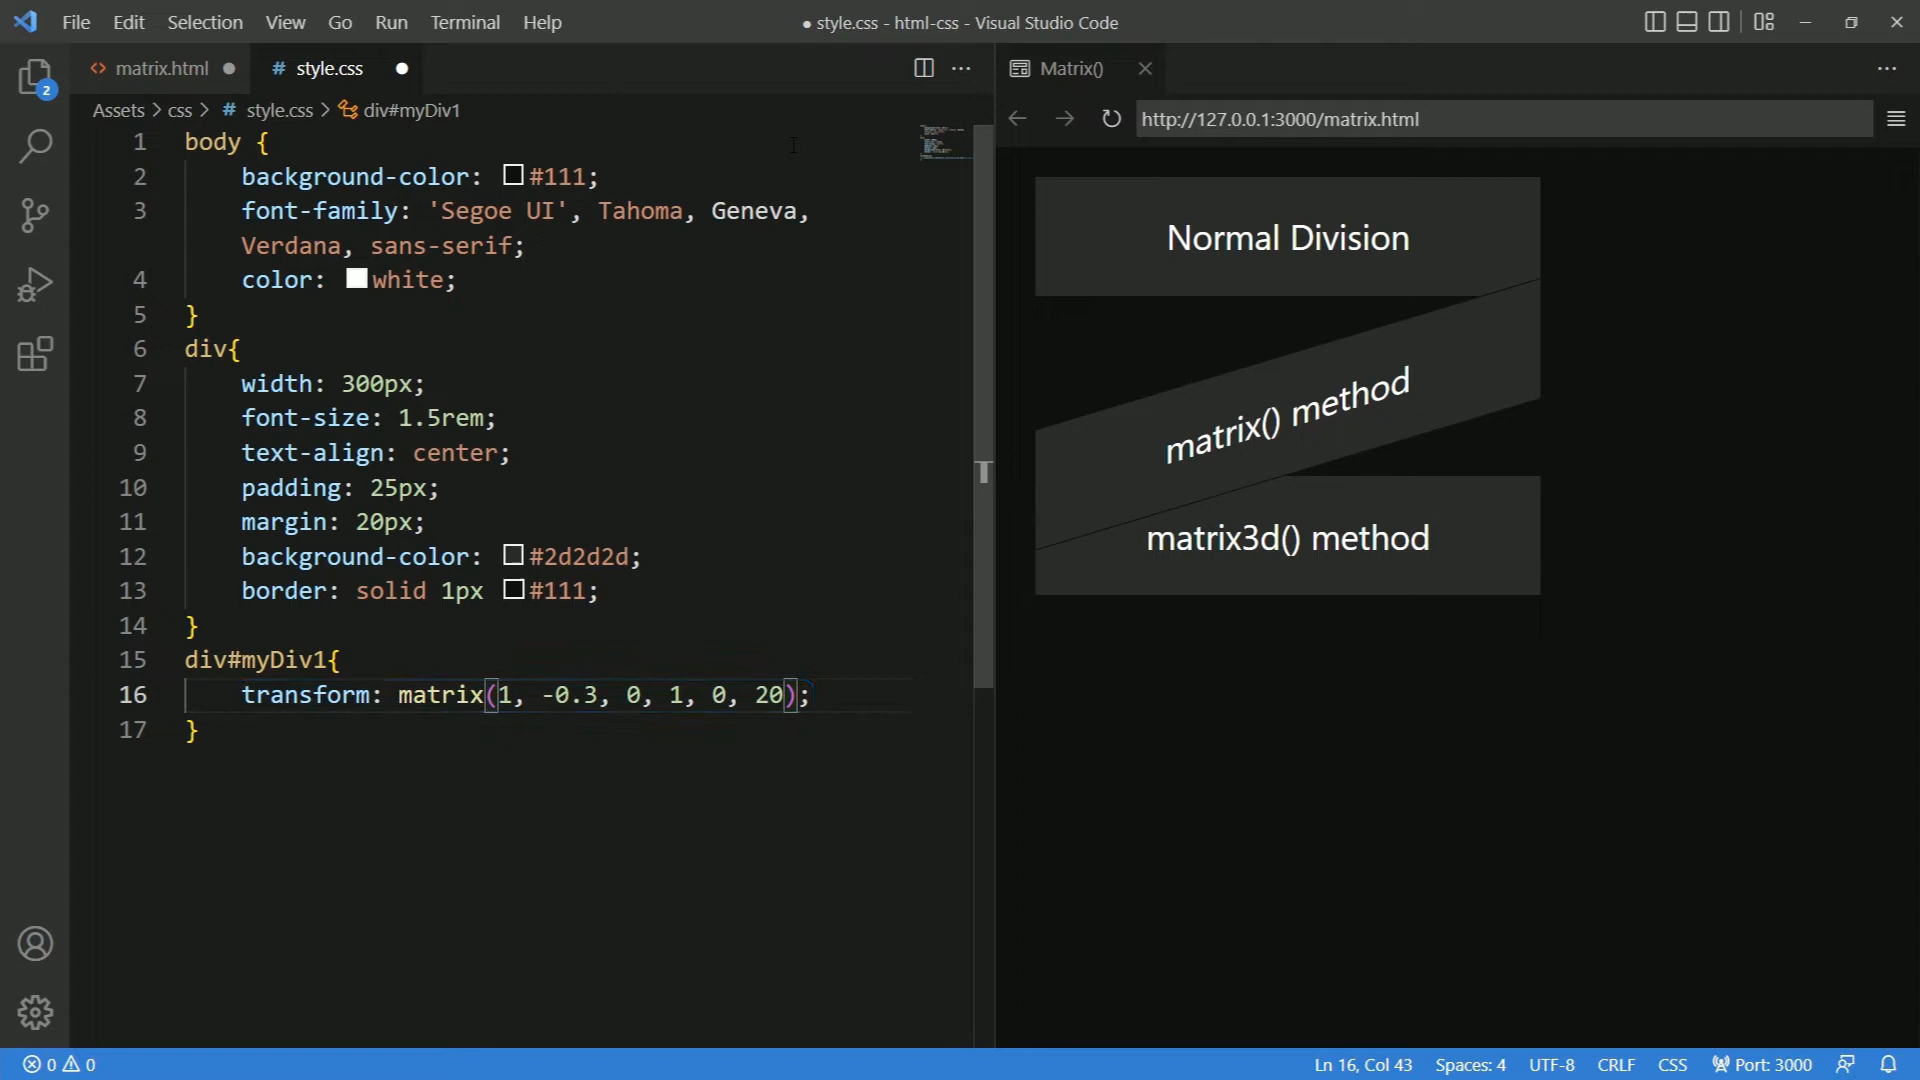 File Edit Selection View Go Run Terminal Help
● style.css - html-css - Visual Studio Code
2
<> matrix.html ●
# style.css ●
Assets > css > # style.css > div#myDiv1
1 body {
2 background-color: #111;
3 font-family: 'Segoe UI', Tahoma, Geneva,
Verdana, sans-serif;
4 color: white;
5 }
6 div{
7 width: 300px;
8 font-size: 1.5rem;
9 text-align: center;
10 padding: 25px;
11 margin: 20px;
12 background-color: #2d2d2d;
13 border: solid 1px #111;
14 }
15 div#myDiv1{
16 transform: matrix(1, -0.3, 0, 1, 0, 20);
17 }
Matrix()
http://127.0.0.1:3000/matrix.html
Normal Division
matrix() method
matrix3d() method
0 0
Ln 16, Col 43 Spaces: 4 UTF-8 CRLF CSS Port: 3000